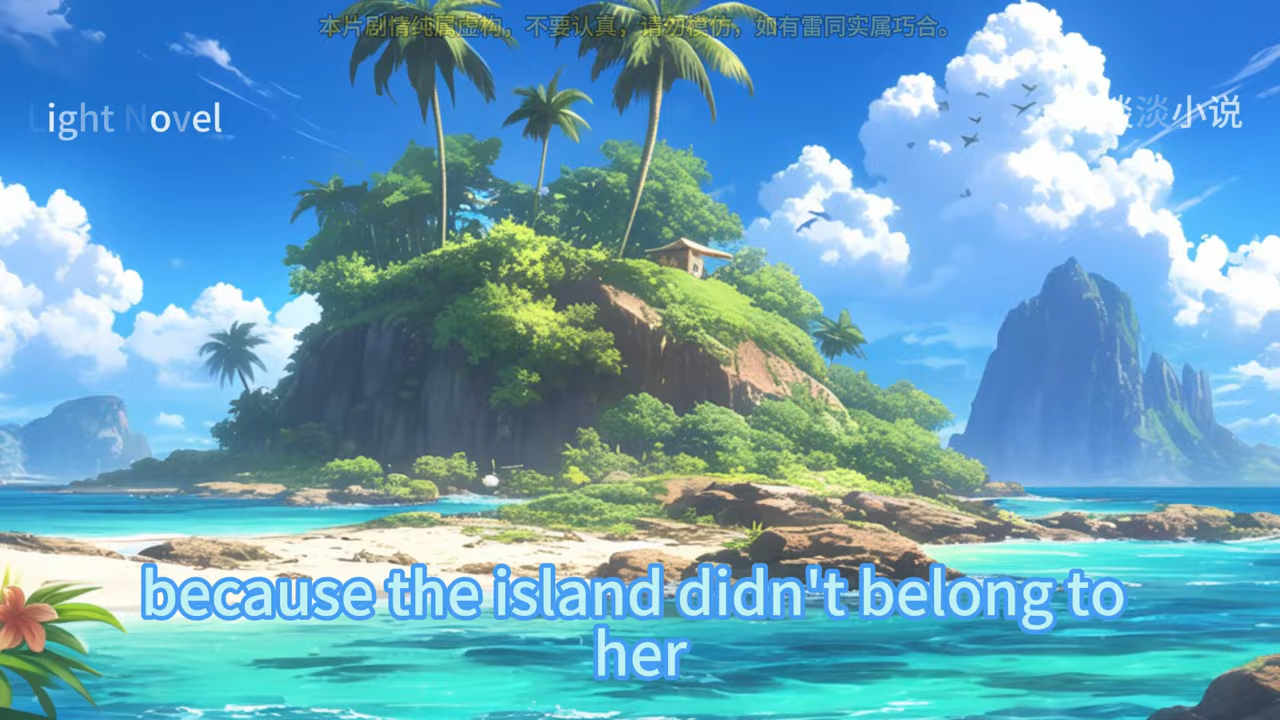 本片剧情纯属虚构，不要认真，请勿模仿，如有雷同实属巧合。
Light Novel
淡淡小说
because the island didn't belong to
her